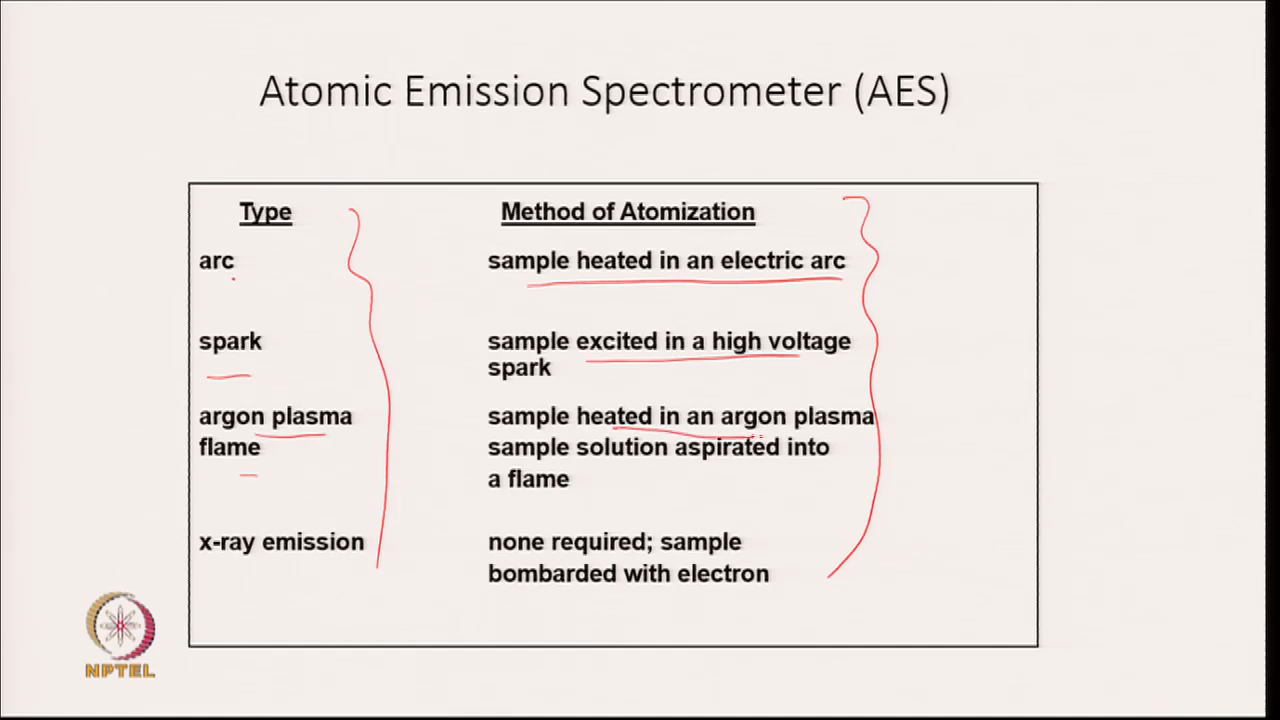 Atomic Emission Spectrometer (AES)
Type Method of Atomization
arc sample heated in an electric arc
spark sample excited in a high voltage
spark
argon plasma sample heated in an argon plasma
flame sample solution aspirated into
a flame
x-ray emission none required; sample
bombarded with electron
NPTEL